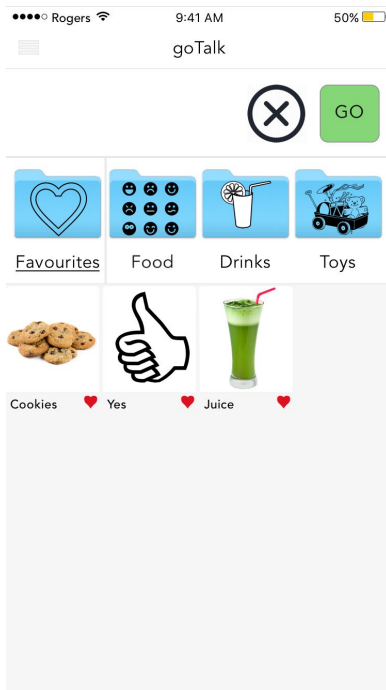 Rogers 9:41 AM 50%
goTalk
GO
Favourites Food Drinks Toys
Cookies Yes Juice